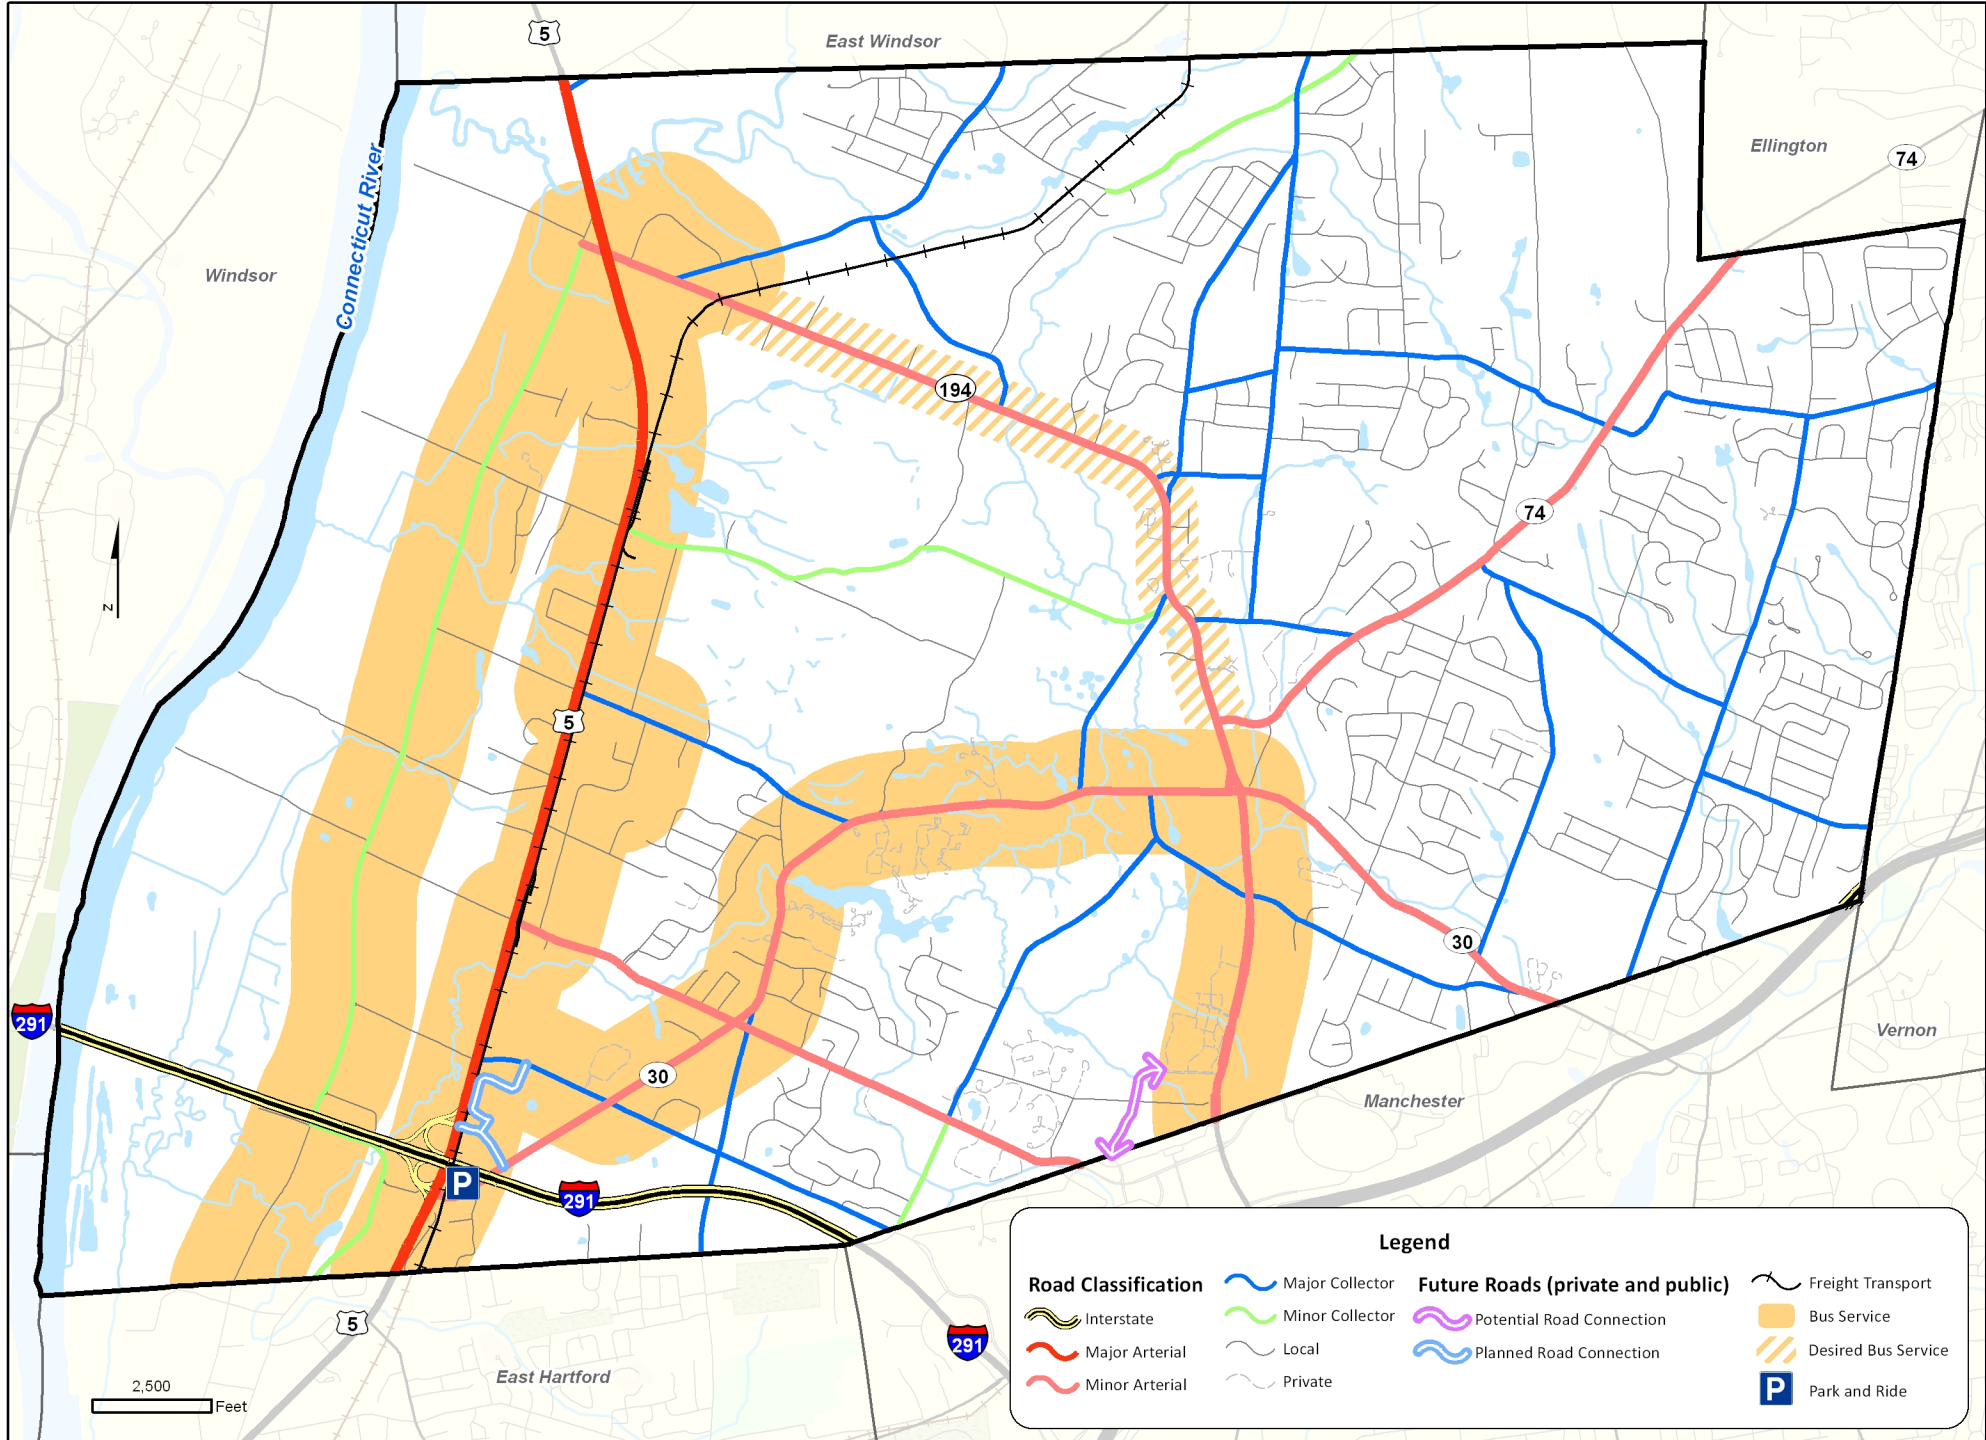 5
East Windsor
Ellington
74
Connecticut River
Windsor
194
74
N
5
30
291
30
Vernon
30
Manchester
P
291
5
291
East Hartford
2,500
Feet
Legend
Road Classification
Interstate
Major Arterial
Minor Arterial
Major Collector
Minor Collector
Local
Private
Future Roads (private and public)
Potential Road Connection
Planned Road Connection
Freight Transport
Bus Service
Desired Bus Service
P
Park and Ride